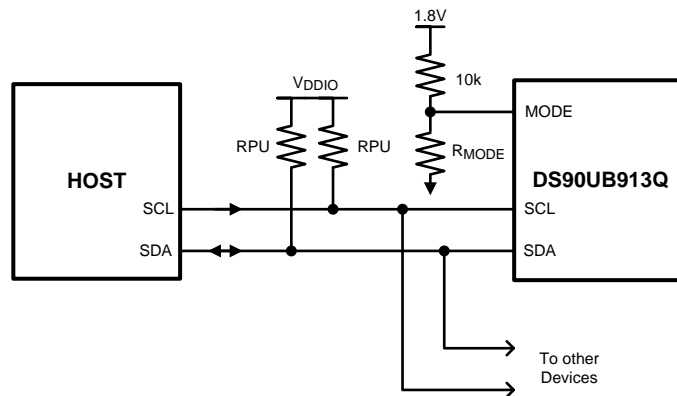 1.8V
10k
VDDIO
MODE
RPU
RPU
RMODE
HOST
DS90UB913Q
SCL
SCL
SDA
SDA
To other
Devices